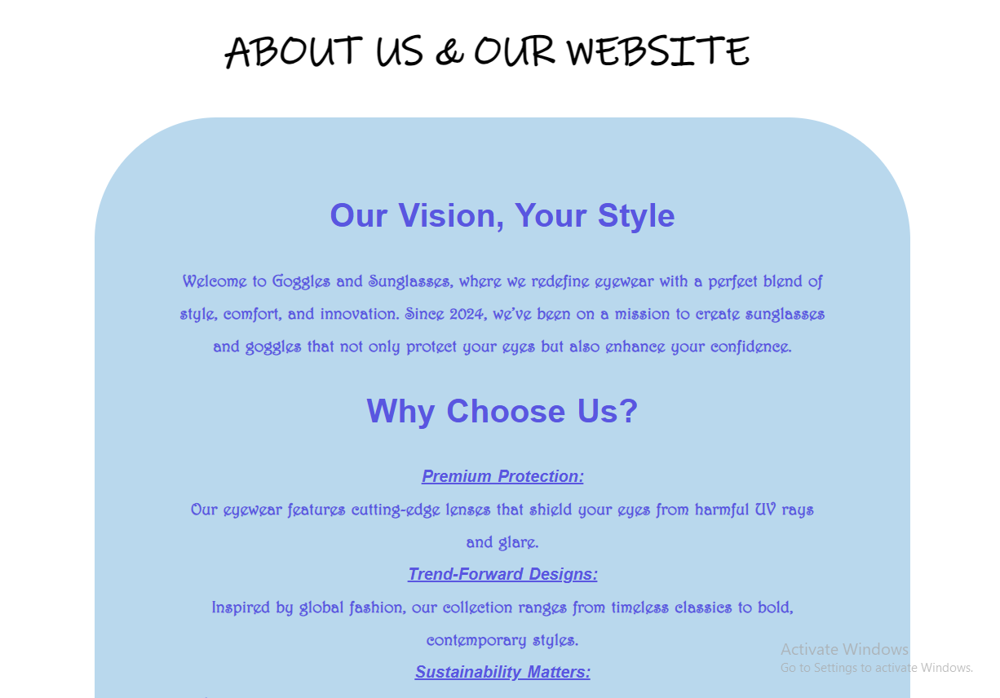 ABOUT US & OUR WEBSITE
Our Vision, Your Style
Welcome to Goggles and Sunglasses, where we redefine eyewear with a perfect blend of
style, comfort, and innovation. Since 2024, we've been on a mission to create sunglasses
and goggles that not only protect your eyes but also enhance your confidence.
Why Choose Us?
Premium Protection:
Our eyewear features cutting-edge lenses that shield your eyes from harmful UV rays
and glare.
Trend-Forward Designs:
Inspired by global fashion, our collection ranges from timeless classics to bold,
contemporary styles.
Sustainability Matters:
Activate Windows
Go to Settings to activate Windows.